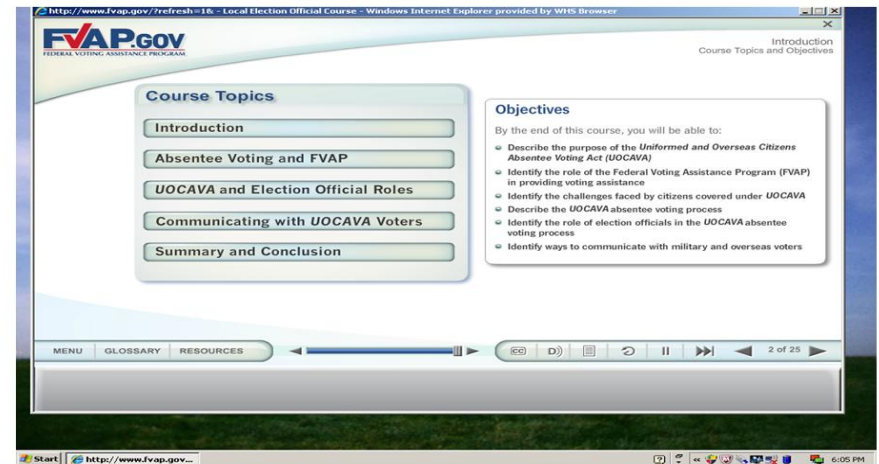 http://www.fvap.gov/?refresh=1& - Local Election Official Course - Windows Internet Explorer provided by WHS Browser
FVAP.GOV
FEDERAL VOTING ASSISTANCE PROGRAM
Introduction
Course Topics and Objectives
Course Topics
Introduction
Absentee Voting and FVAP
UOCAVA and Election Official Roles
Communicating with UOCAVA Voters
Summary and Conclusion
Objectives
By the end of this course, you will be able to:
Describe the purpose of the Uniformed and Overseas Citizens
Absentee Voting Act (UOCAVA)
Identify the role of the Federal Voting Assistance Program (FVAP)
in providing voting assistance
Identify the challenges faced by citizens covered under UOCAVA
Describe the UOCAVA absentee voting process
Identify the role of election officials in the UOCAVA absentee
voting process
Identify ways to communicate with military and overseas voters
MENU GLOSSARY RESOURCES CC D) 2 of 25
Start http://www.fvap.gov... 6:05 PM